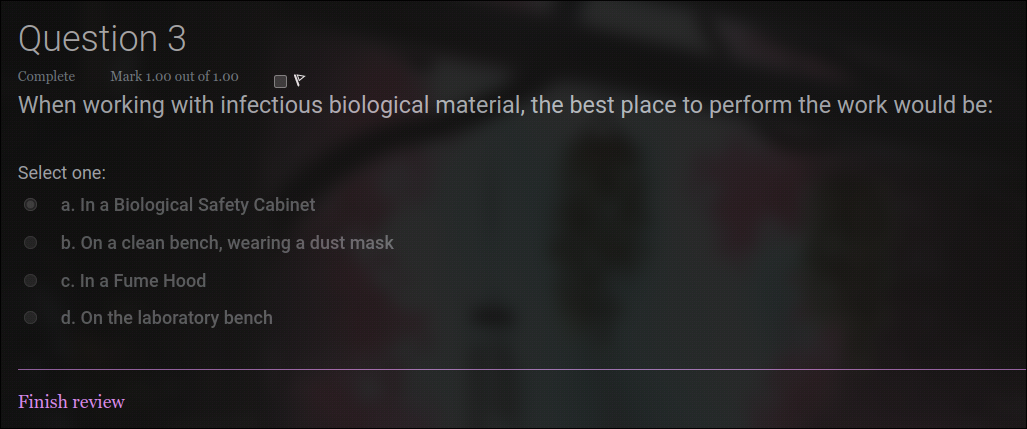 Question 3
Complete Mark 1.00 out of 1.00
When working with infectious biological material, the best place to perform the work would be:
Select one:
a. In a Biological Safety Cabinet
b. On a clean bench, wearing a dust mask
c. In a Fume Hood
d. On the laboratory bench
Finish review